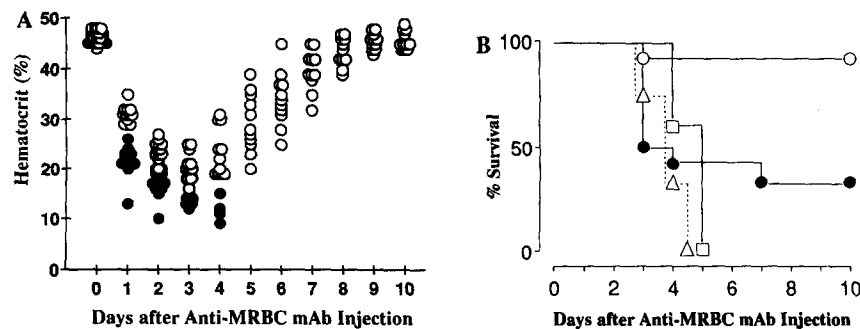 A
Hematocrit (%)
50
40
30
20
10
0
0 1 2 3 4 5 6 7 8 9 10
Days after Anti-MRBC mAb Injection
B
% Survival
100
50
0
0 2 4 6 8 10
Days after Anti-MRBC mAb Injection